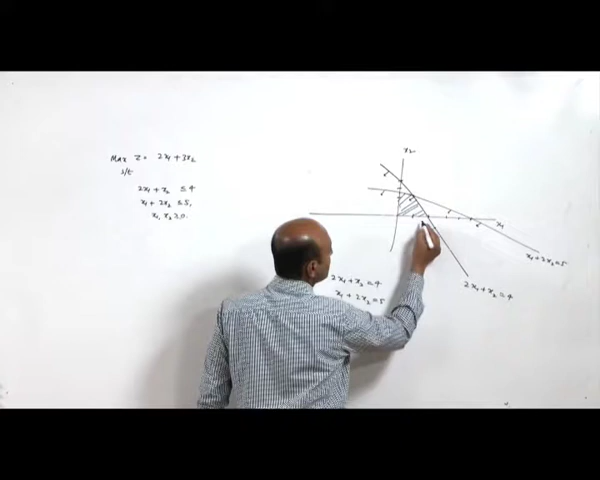 Max Z = 2x1 + 3x2
s/t
2x1 + x2 ≤ 4
x1 + 2x2 ≤ 5,
x1, x2 ≥ 0.
x2
x1
x1 + 2x2 = 5
2x1 + x2 = 4
2x1 + x2 = 4
x1 + 2x2 = 5